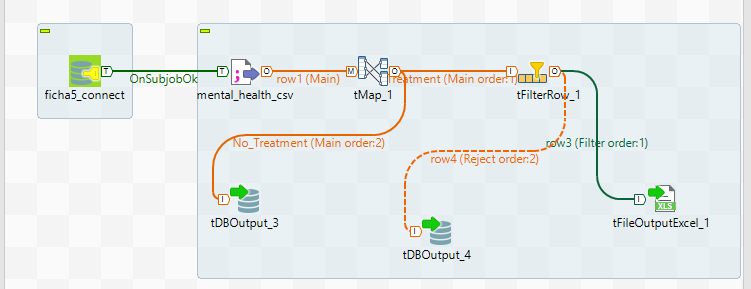 T
OnSubjobOk
T
O
row1 (Main)
M
O
Treatment (Main order:1)
I
O
ficha5_connect
mental_health_csv
tMap_1
tFilterRow_1
No_Treatment (Main order:2)
row3 (Filter order:1)
row4 (Reject order:2)
I
I
XLS
tDBOutput_3
tFileOutputExcel_1
I
tDBOutput_4